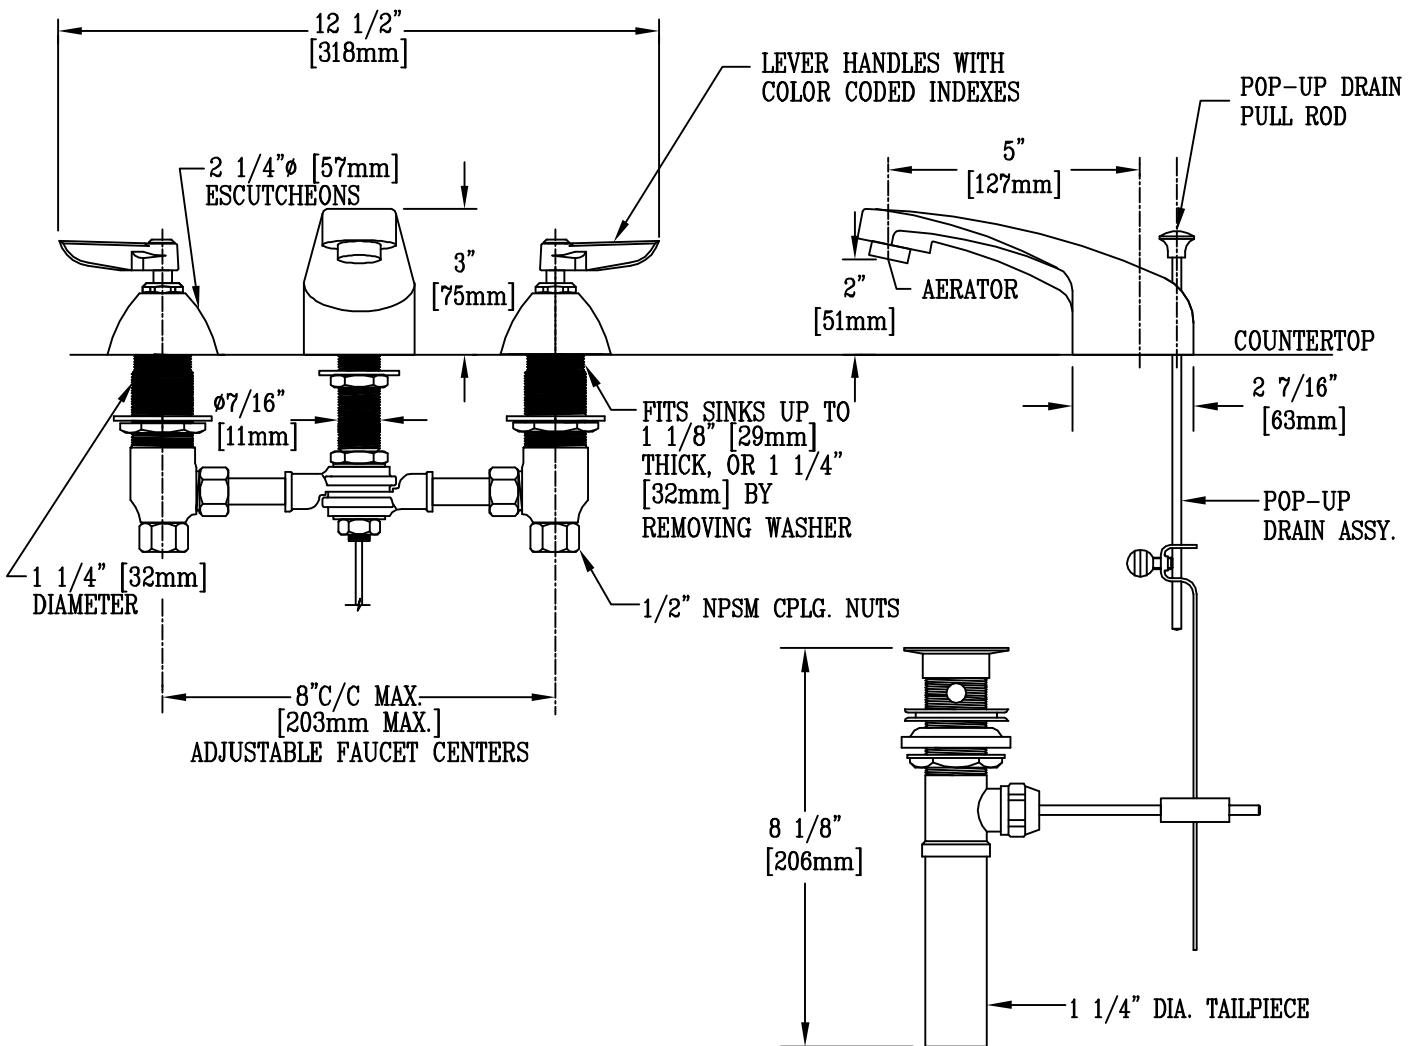 12 1/2"
[318mm]
LEVER HANDLES WITH
COLOR CODED INDEXES
POP-UP DRAIN
PULL ROD
2 1/4"ø [57mm]
ESCUTCHEONS
5"
[127mm]
3"
[75mm]
2"
[51mm]
AERATOR
COUNTERTOP
2 7/16"
[63mm]
ø7/16"
[11mm]
FITS SINKS UP TO
1 1/8" [29mm]
THICK, OR 1 1/4"
[32mm] BY
REMOVING WASHER
POP-UP
DRAIN ASSY.
1 1/4" [32mm]
DIAMETER
1/2" NPSM CPLG. NUTS
8"C/C MAX.
[203mm MAX.]
ADJUSTABLE FAUCET CENTERS
8 1/8"
[206mm]
1 1/4" DIA. TAILPIECE